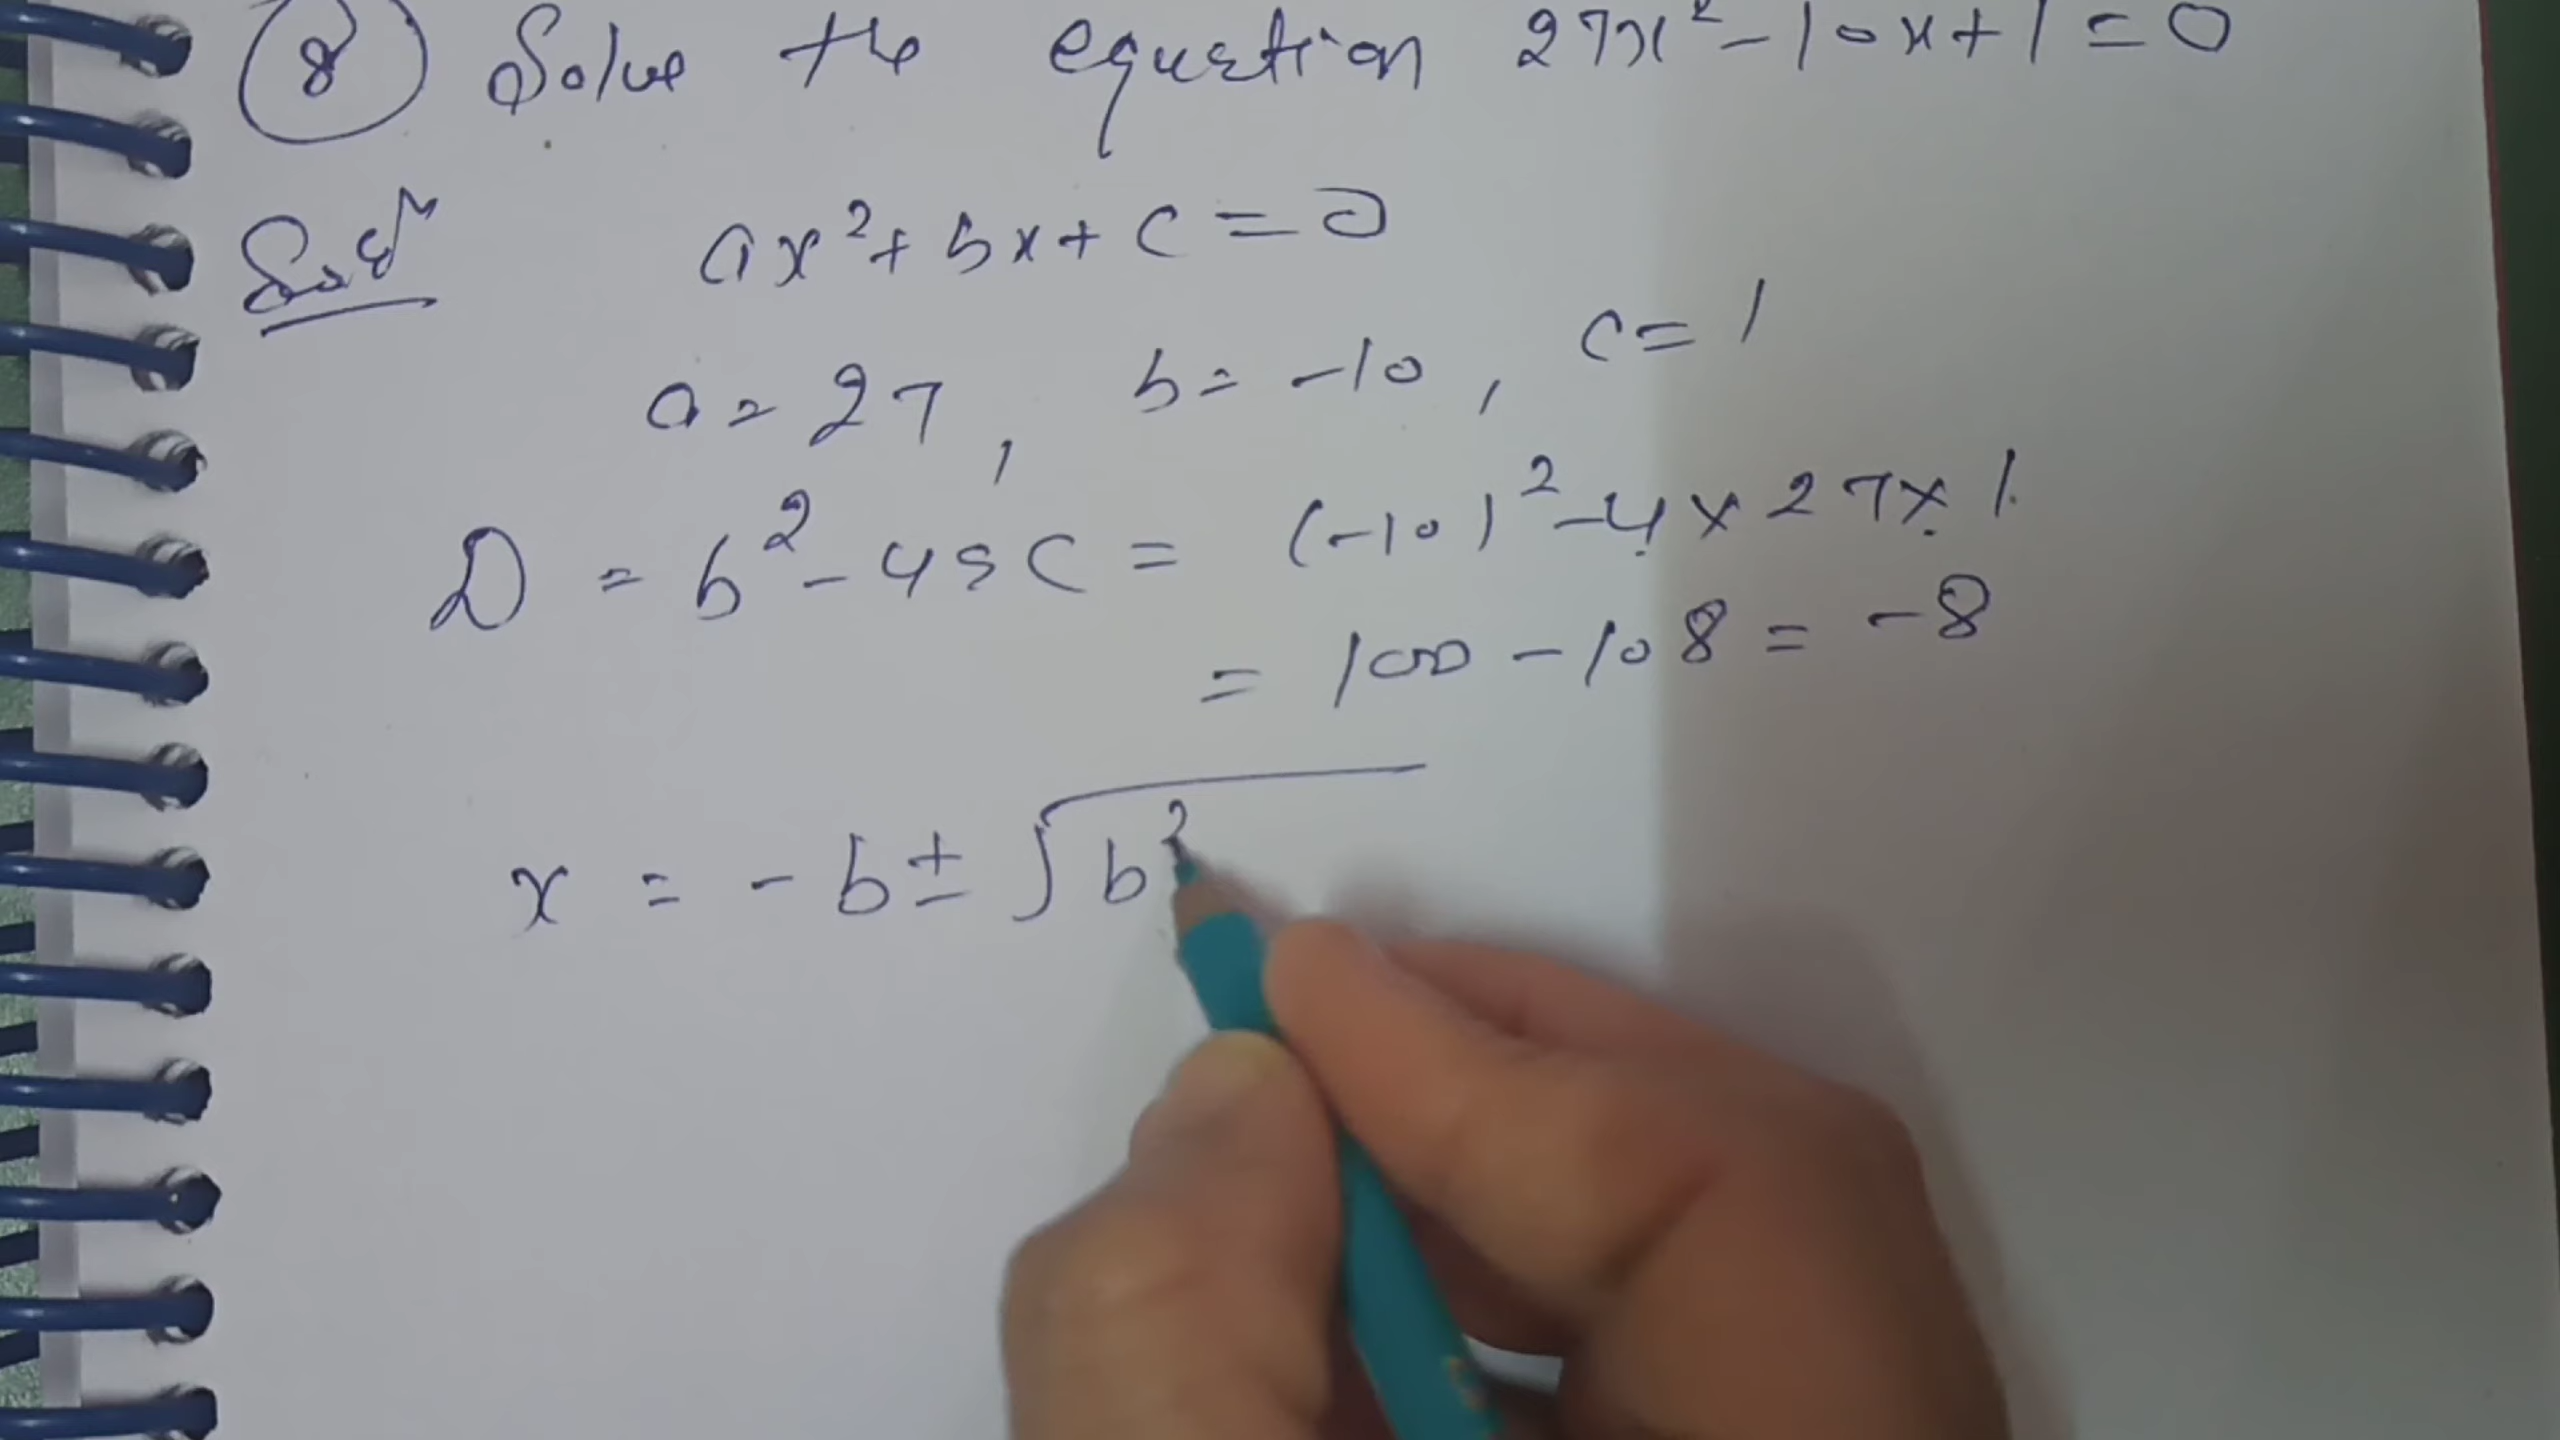 8 Solve the equation 27x² - 10x + 1 = 0
Solⁿ ax² + bx + c = 0
a = 27, b = -10, c = 1
D = b² - 4ac = (-10)² - 4 x 27 x 1
= 100 - 108 = -8
x = -b ± √b²